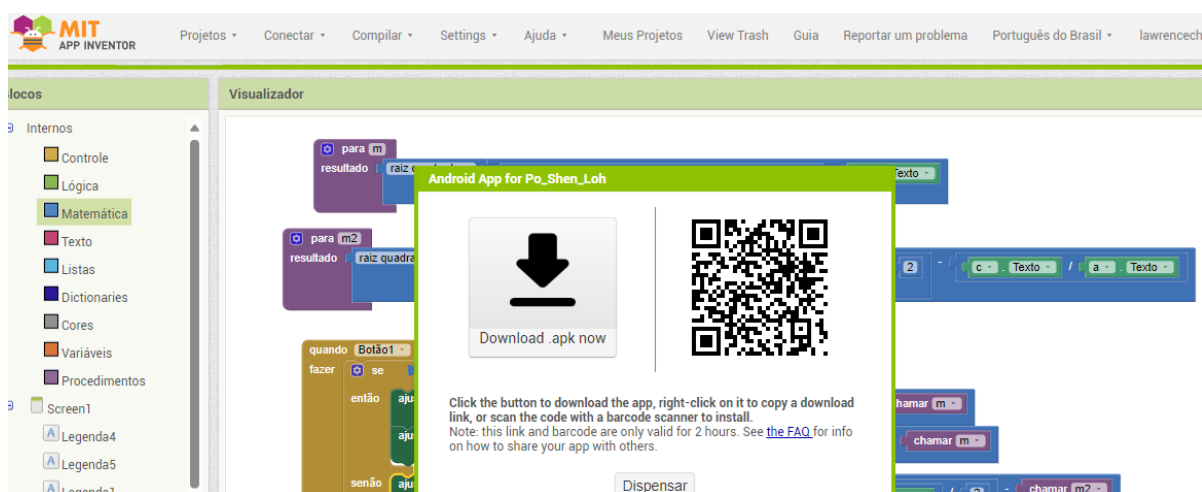 MIT
APP INVENTOR
Projetos Conectar Compilar Settings Ajuda Meus Projetos View Trash Guia Reportar um problema Português do Brasil lawrencech
locos
Visualizador
Internos
Controle
Lógica
Matemática
Texto
Listas
Dictionaries
Cores
Variáveis
Procedimentos
Screen1
Legenda4
Legenda5
Legenda1
para m
resultado raiz
Texto
para m2
resultado raiz quadra
2 - c . Texto / a . Texto
quando Botão1
fazer se
então aju
chamar m
aju
chamar m
senão aju
/ 2 - chamar m2
Android App for Po_Shen_Loh
Download .apk now
Click the button to download the app, right-click on it to copy a download
link, or scan the code with a barcode scanner to install.
Note: this link and barcode are only valid for 2 hours. See the FAQ for info
on how to share your app with others.
Dispensar